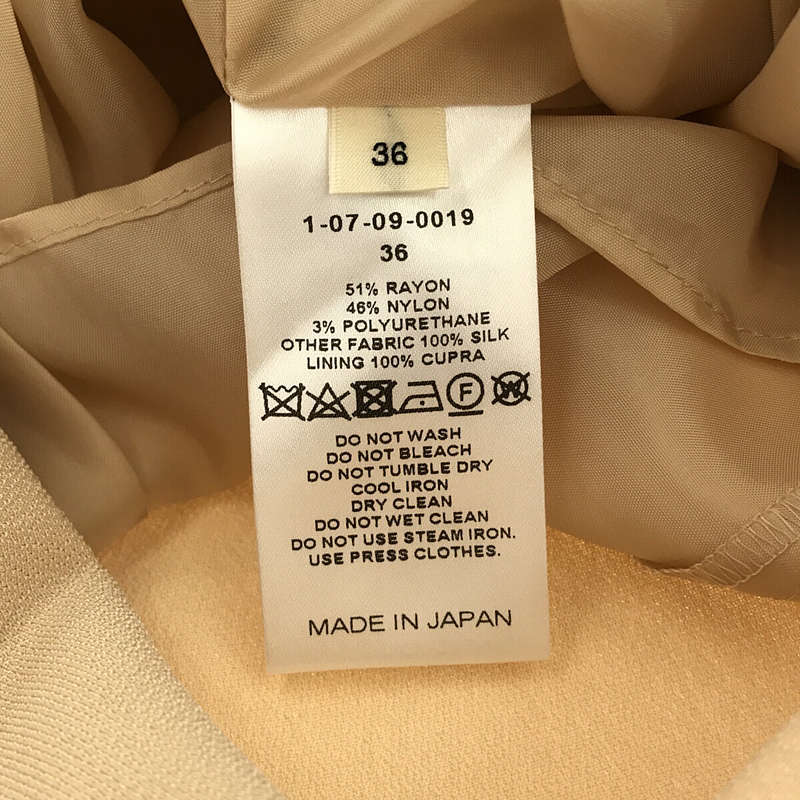 36
1-07-09-0019
36
51% RAYON
46% NYLON
3% POLYURETHANE
OTHER FABRIC 100% SILK
LINING 100% CUPRA
F W
DO NOT WASH
DO NOT BLEACH
DO NOT TUMBLE DRY
COOL IRON
DRY CLEAN
DO NOT WET CLEAN
DO NOT USE STEAM IRON.
USE PRESS CLOTHES.
MADE IN JAPAN